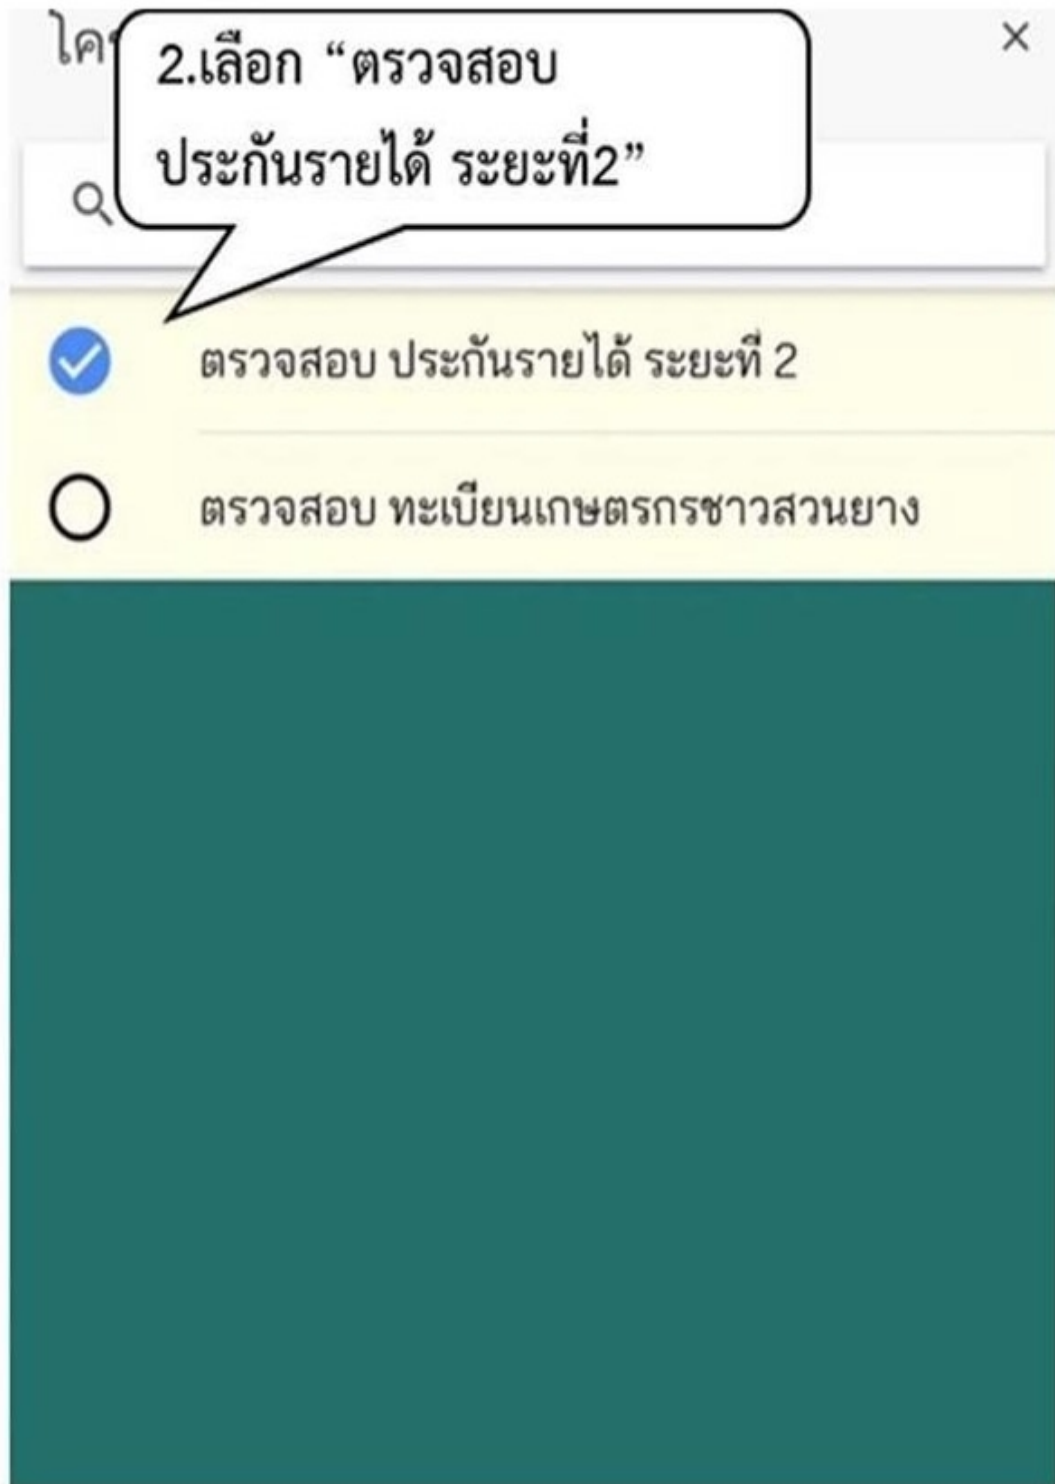 2.เลือก “ตรวจสอบ
ประกันรายได้ ระยะที่2”
ตรวจสอบ ประกันรายได้ ระยะที่ 2
ตรวจสอบ ทะเบียนเกษตรกรชาวสวนยาง